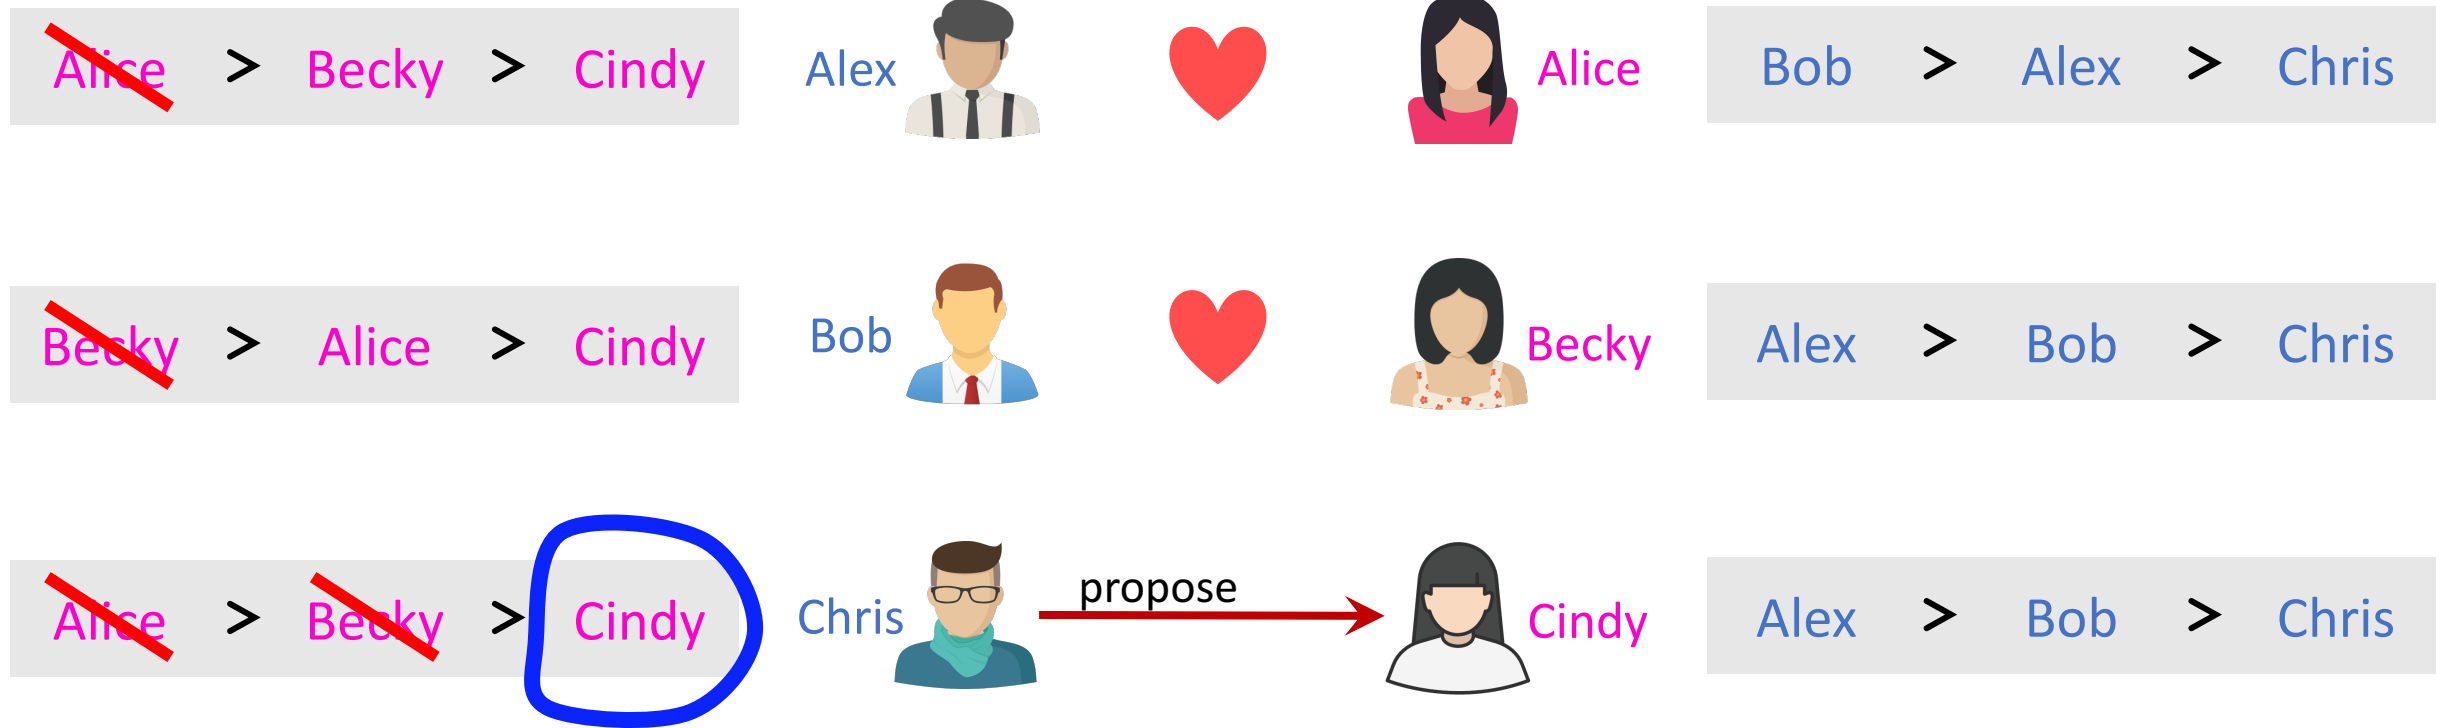 Alice > Becky > Cindy Alex Alice Bob > Alex > Chris
Becky > Alice > Cindy Bob Becky Alex > Bob > Chris
propose
Alice > Becky > Cindy Chris Cindy Alex > Bob > Chris